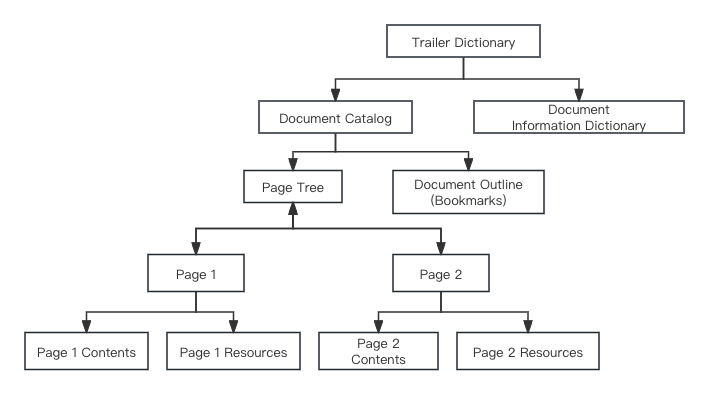 Trailer Dictionary
Document Catalog
Document
Information Dictionary
Page Tree
Document Outline
(Bookmarks)
Page 1
Page 2
Page 1 Contents
Page 1 Resources
Page 2
Contents
Page 2 Resources